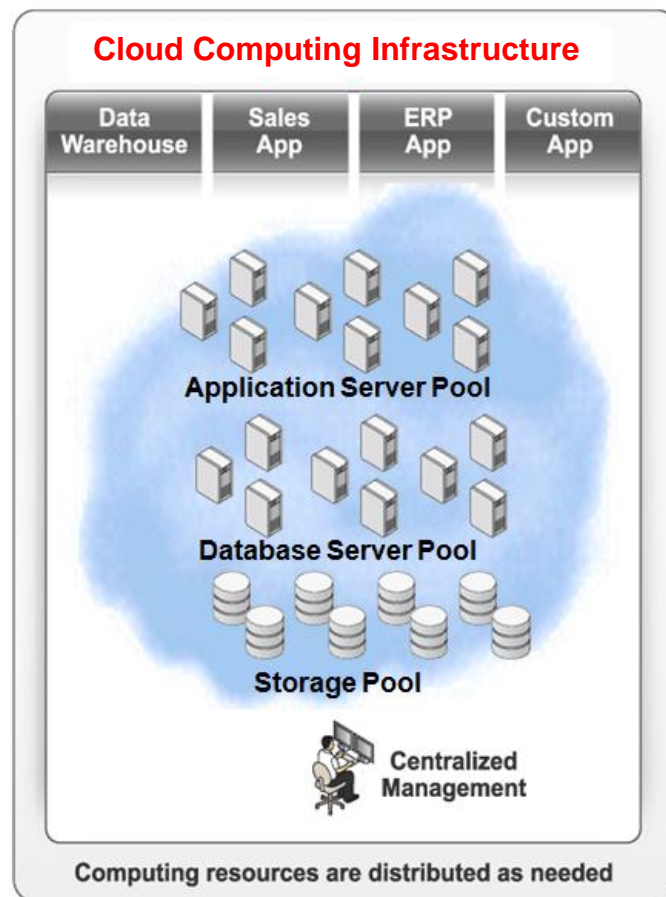 Cloud Computing Infrastructure
Data Warehouse
Sales App
ERP App
Custom App
Application Server Pool
Database Server Pool
Storage Pool
Centralized
Management
Computing resources are distributed as needed